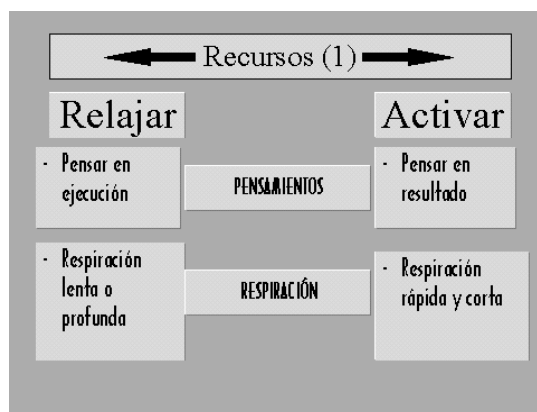 Recursos (1)
Relajar
Activar
- Pensar en
ejecución
PENSAMIENTOS
- Pensar en
resultado
- Respiración
lenta o
profunda
RESPIRACIÓN
- Respiración
rápida y corta